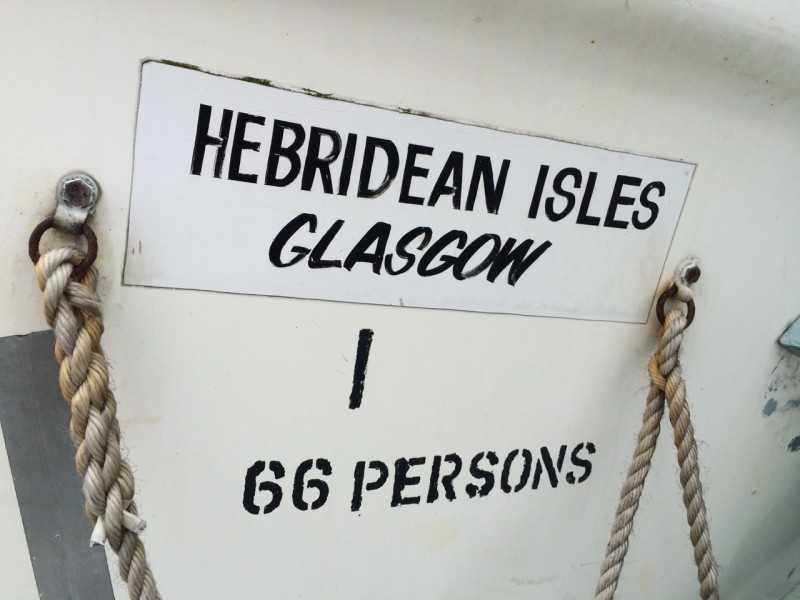 HEBRIDEAN ISLES
GLASGOW
1
66 PERSONS